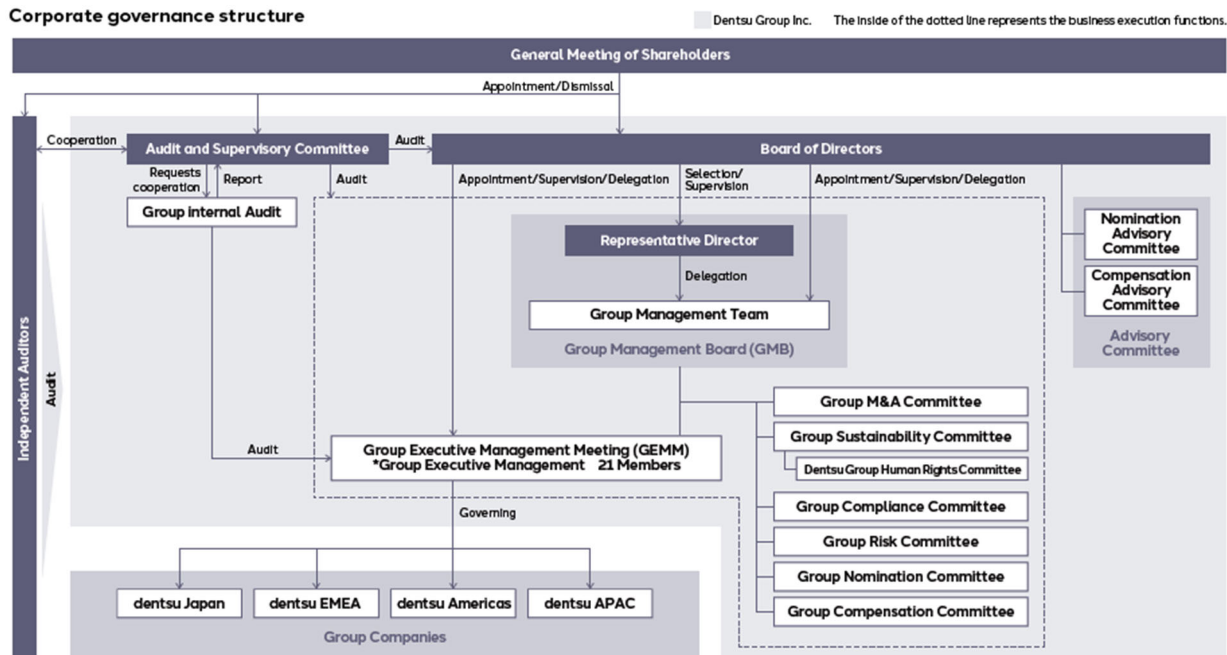 Corporate governance structure
Dentsu Group Inc.
The inside of the dotted line represents the business execution functions.
General Meeting of Shareholders
Appointment/Dismissal
Independent Auditors
Audit
Cooperation
Audit and Supervisory Committee
Audit
Board of Directors
Requests
cooperation
Report
Audit
Appointment/Supervision/Delegation
Selection/
Supervision
Appointment/Supervision/Delegation
Group internal Audit
Representative Director
Delegation
Group Management Team
Group Management Board (GMB)
Nomination
Advisory
Committee
Compensation
Advisory
Committee
Advisory
Committee
Audit
Group Executive Management Meeting (GEMM)
*Group Executive Management 21 Members
Group M&A Committee
Group Sustainability Committee
Dentsu Group Human Rights Committee
Group Compliance Committee
Group Risk Committee
Group Nomination Committee
Group Compensation Committee
Governing
dentsu Japan
dentsu EMEA
dentsu Americas
dentsu APAC
Group Companies